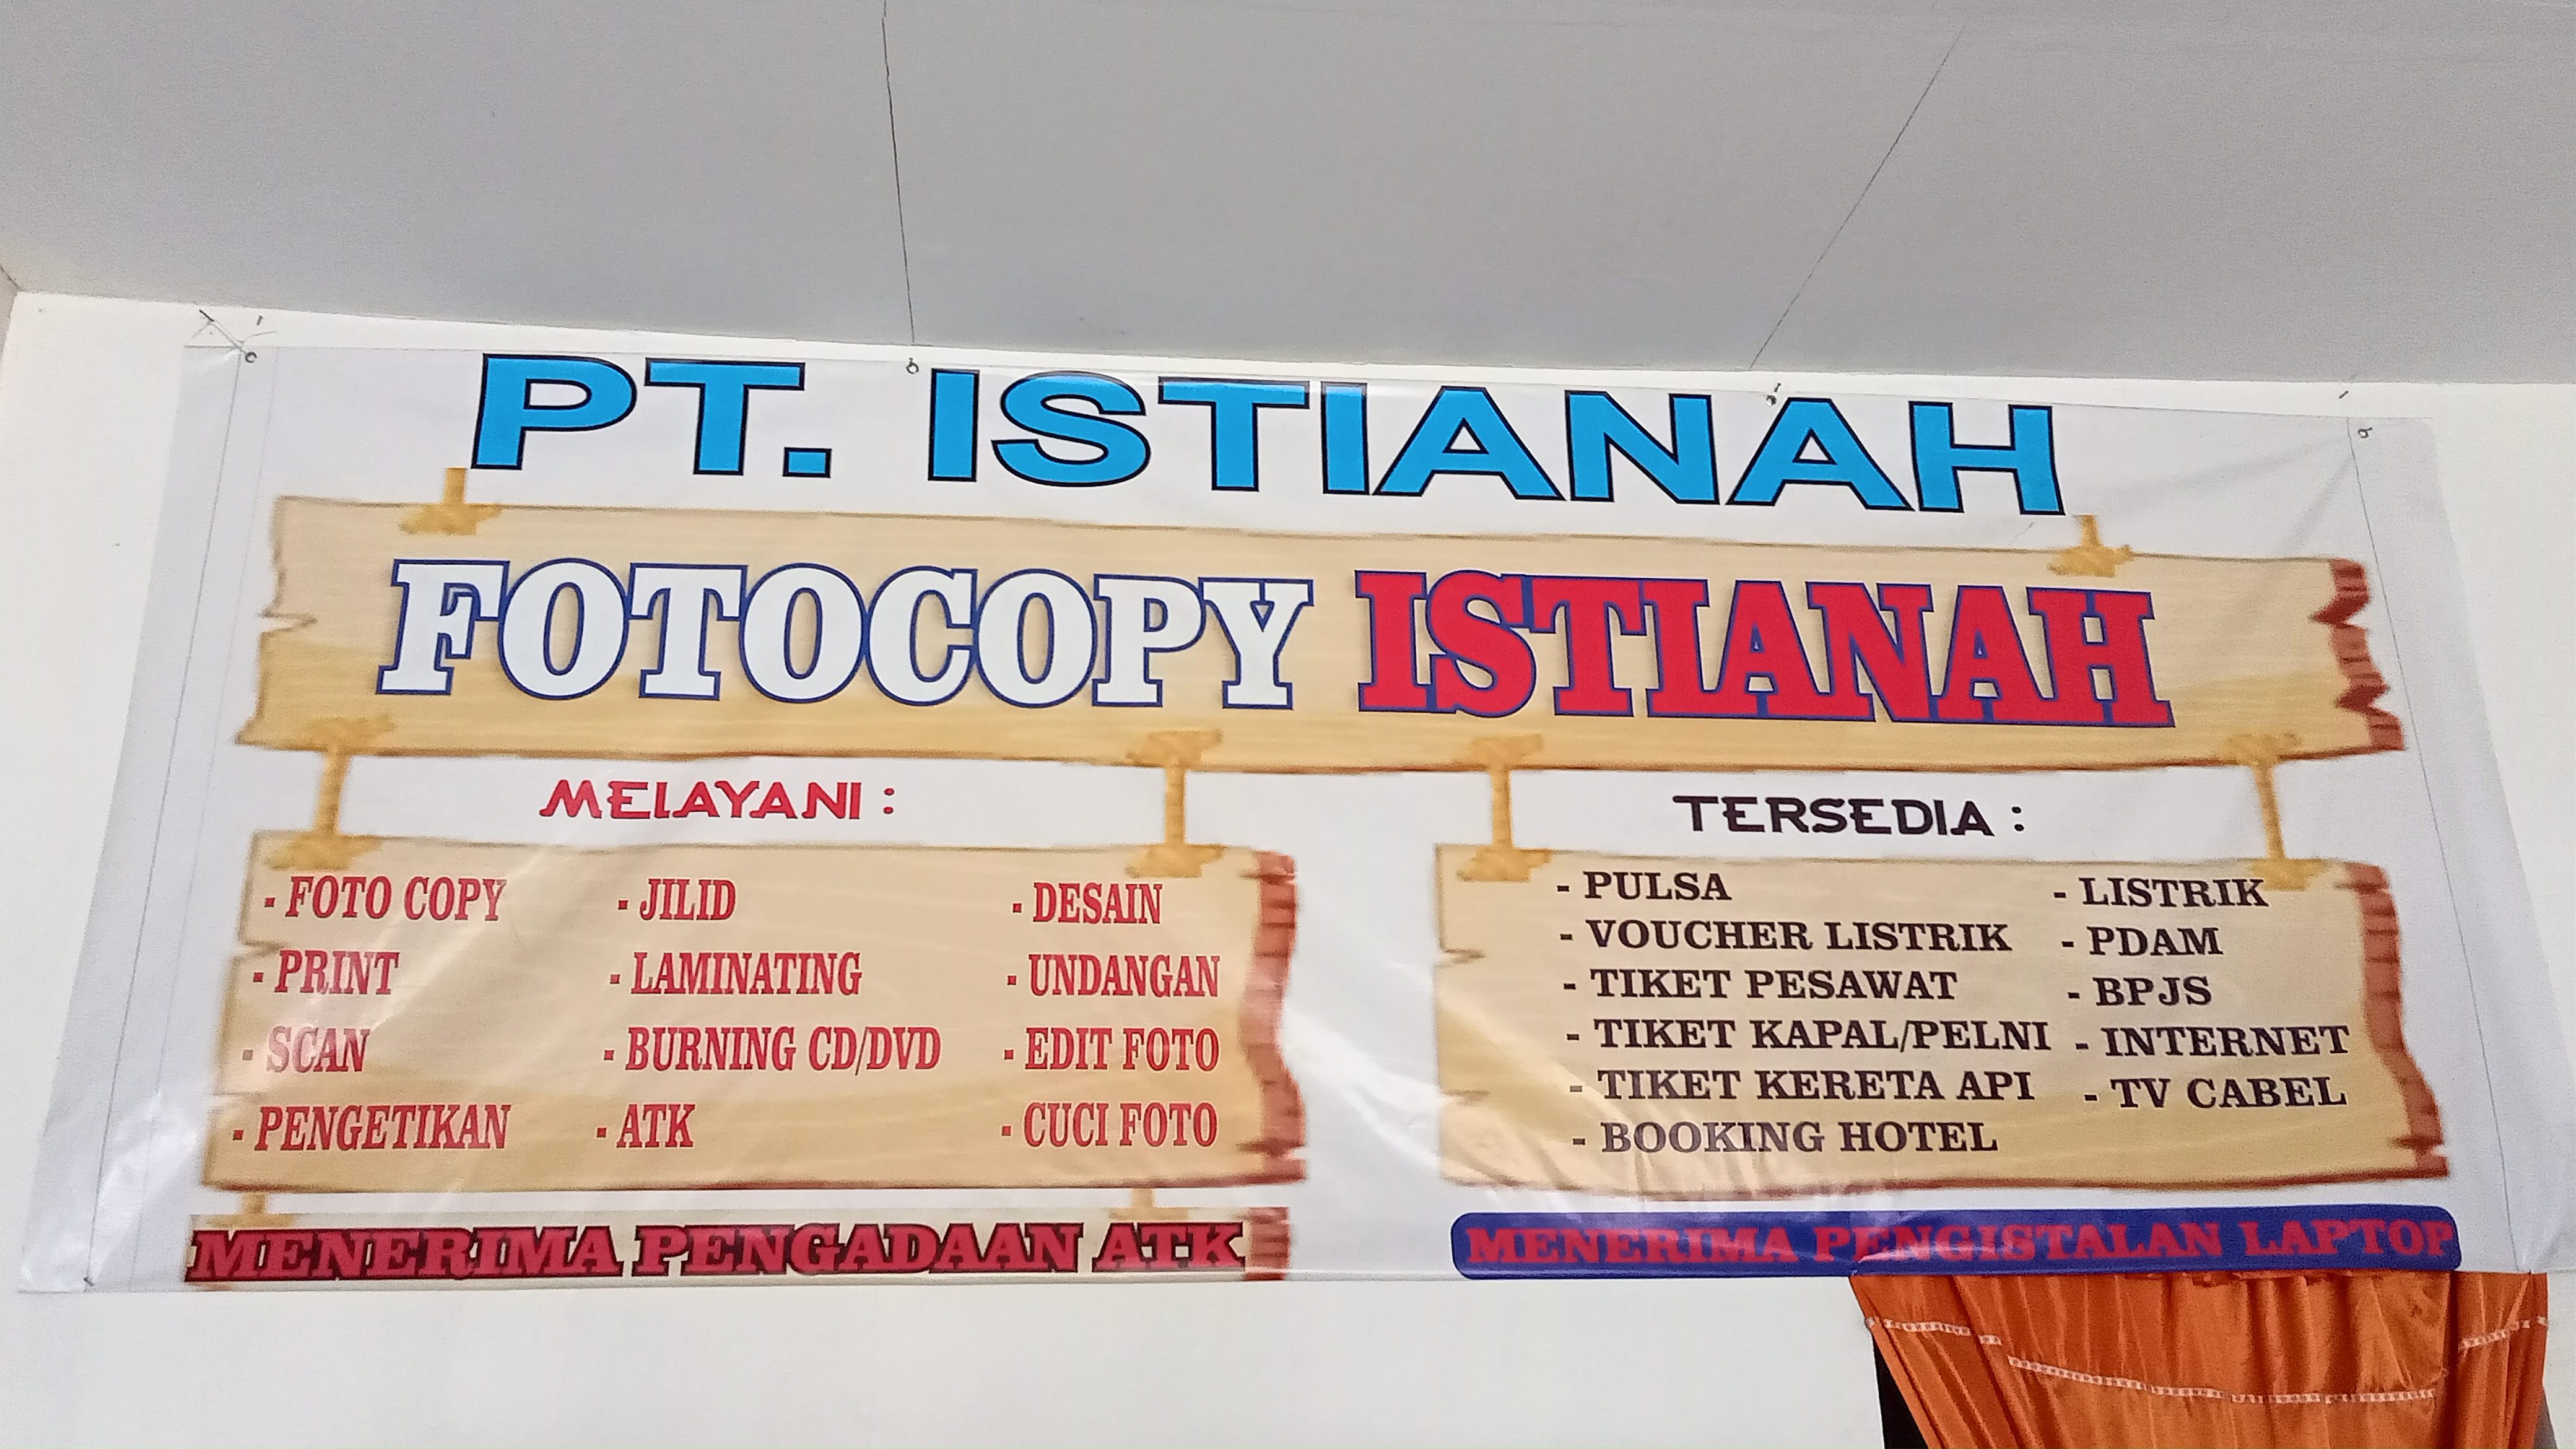 PT. ISTIANAH
FOTOCOPY ISTIANAH
MELAYANI :
- FOTO COPY
- PRINT
- SCAN
- PENGETIKAN
- JILID
- LAMINATING
- BURNING CD/DVD
- ATK
- DESAIN
- UNDANGAN
- EDIT FOTO
- CUCI FOTO
MENERIMA PENGADAAN ATK
TERSEDIA :
- PULSA
- VOUCHER LISTRIK
- TIKET PESAWAT
- TIKET KAPAL/PELNI
- TIKET KERETA API
- BOOKING HOTEL
- LISTRIK
- PDAM
- BPJS
- INTERNET
- TV CABEL
MENERIMA PENGISTALAN LAPTOP